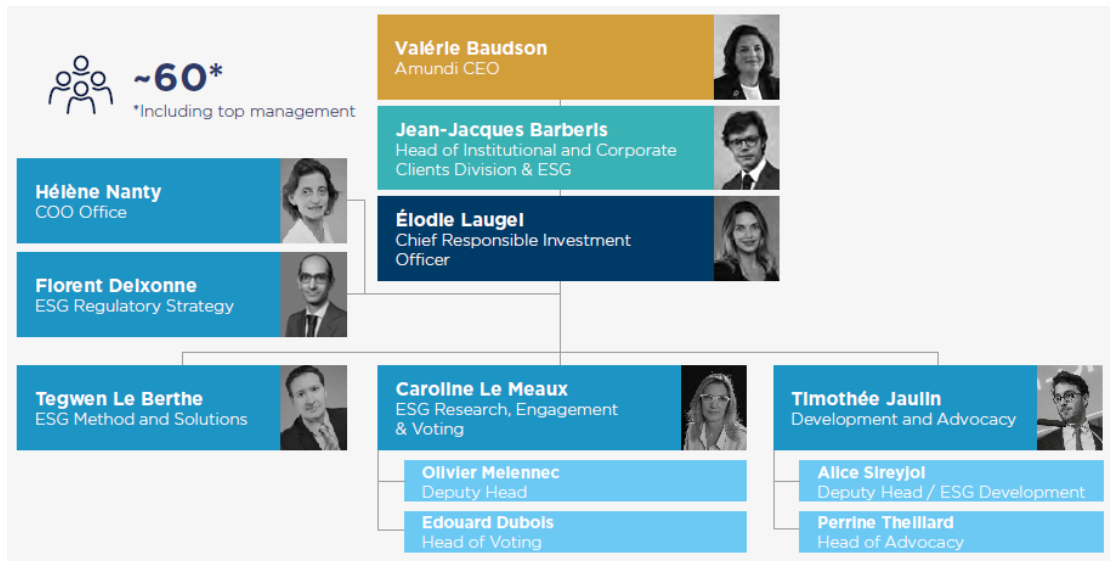 ~60*
*Including top management
Valérie Baudson
Amundi CEO
Jean-Jacques Barberis
Head of Institutional and Corporate
Clients Division & ESG
Élodie Laugel
Chief Responsible Investment
Officer
Hélène Nanty
COO Office
Florent Deixonne
ESG Regulatory Strategy
Tegwen Le Berthe
ESG Method and Solutions
Caroline Le Meaux
ESG Research, Engagement
& Voting
Olivier Melennec
Deputy Head
Edouard Dubois
Head of Voting
Timothée Jaulin
Development and Advocacy
Alice Sireyjol
Deputy Head / ESG Development
Perrine Theillard
Head of Advocacy